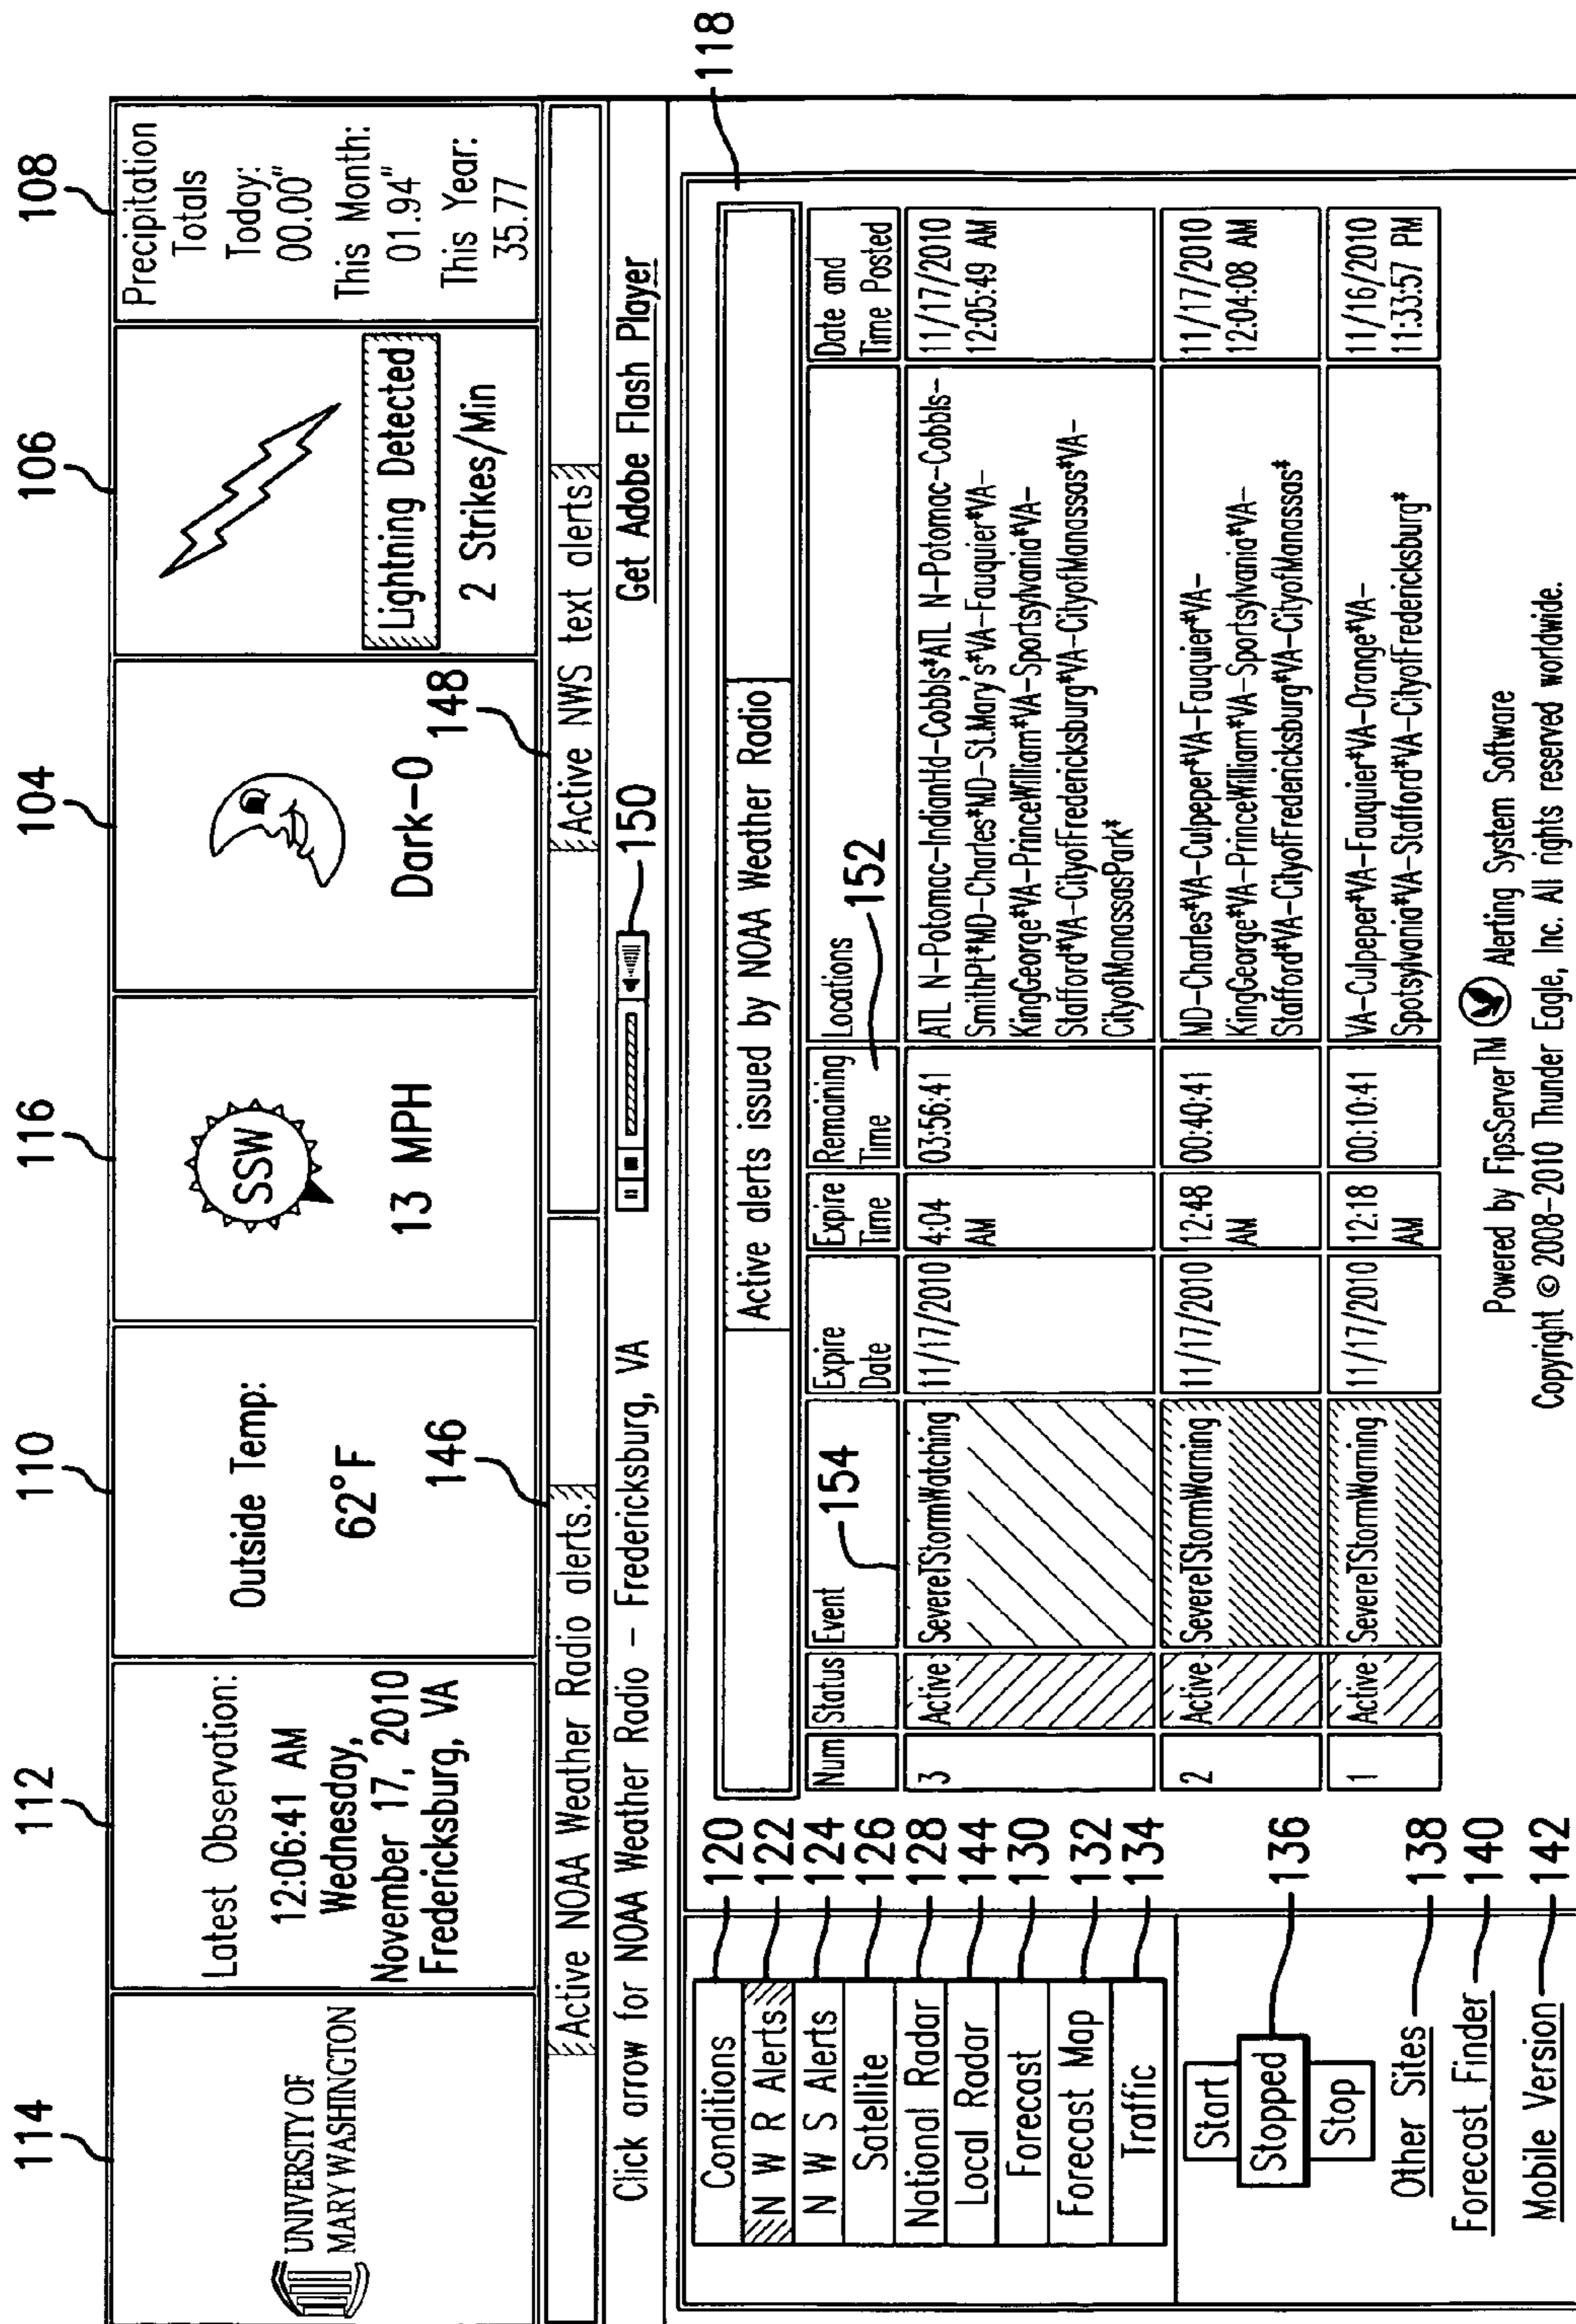 114
112
110
116
104
106
108
UNIVERSITY OF
MARY WASHINGTON
Latest Observation:
12:06:41 AM
Wednesday,
November 17, 2010
Fredericksburg, VA
Outside Temp:
62°F
146
SSW
13 MPH
Dark-0
148
Lightning Detected
2 Strikes/Min
Precipitation
Totals
Today:
00.00"
This Month:
01.94"
This Year:
35.77
Active NOAA Weather Radio alerts.
Active NWS text alerts
Click arrow for NOAA Weather Radio - Fredericksburg, VA
150
Get Adobe Flash Player
118
Conditions
120
N W R Alerts
122
N W S Alerts
124
Satellite
126
National Radar
128
Local Radar
144
Forecast
130
Forecast Map
132
Traffic
134
Start
Stopped
136
Stop
Other Sites
138
Forecast Finder
140
Mobile Version
142
Active alerts issued by NOAA Weather Radio
Num Status Event Expire Date Expire Time Remaining Time Locations Date and Time Posted
154
152
3 Active SevereTStormWatching 11/17/2010 4:04 AM 03:56:41
ATL N-Potomac-IndianHd-Cobbls*ATL N-Potomac-Cobbls-
SmithPt*MD-Charles*MD-St.Mary's*VA-Fauquier*VA-
KingGeorge*VA-PrinceWilliam*VA-Sportsylvania*VA-
Stafford*VA-CityofFredericksburg*VA-CityofManassas*VA-
CityofManassasPark*
11/17/2010
12:05:49 AM
2 Active SevereTStormWarning 11/17/2010 12:48 AM 00:40:41
MD-Charles*VA-Culpeper*VA-Fauquier*VA-
KingGeorge*VA-PrinceWilliam*VA-Sportsylvania*VA-
Stafford*VA-CityofFredericksburg*VA-CityofManassas*
11/17/2010
12:04:08 AM
1 Active SevereTStormWarning 11/17/2010 12:18 AM 00:10:41
VA-Culpeper*VA-Fauquier*VA-Orange*VA-
Spotsylvania*VA-Stafford*VA-CityofFredericksburg*
11/16/2010
11:33:57 PM
Powered by FipsServer™ Alerting System Software
Copyright © 2008-2010 Thunder Eagle, Inc. All rights reserved worldwide.